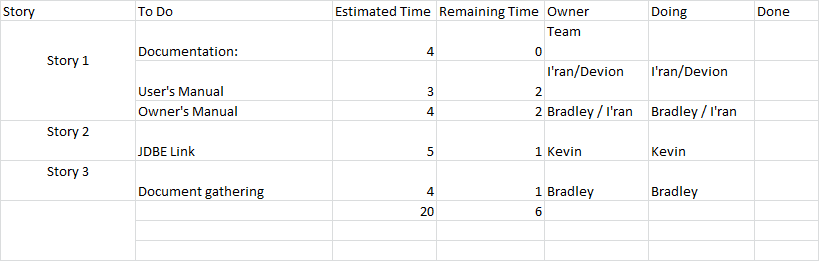 Story To Do Estimated Time Remaining Time Owner Doing Done
Team
Documentation: 4 0
Story 1
I'ran/Devion I'ran/Devion
User's Manual 3 2
Owner's Manual 4 2 Bradley / I'ran Bradley / I'ran
Story 2
JDBE Link 5 1 Kevin Kevin
Story 3
Document gathering 4 1 Bradley Bradley
20 6